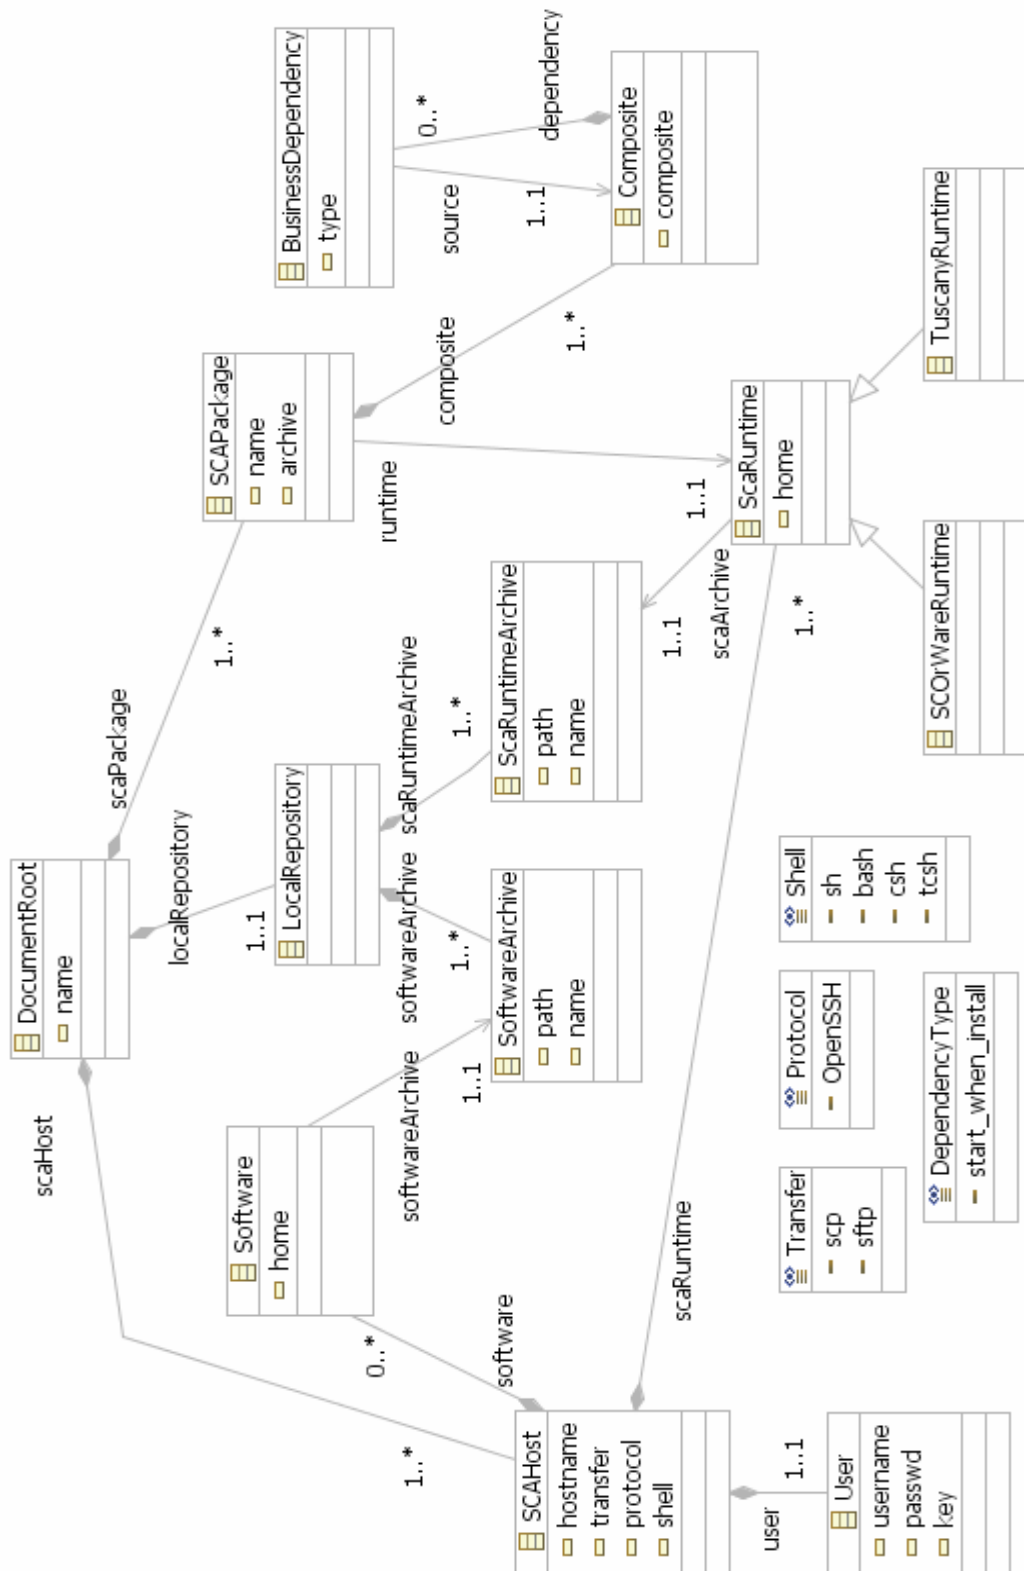 DocumentRoot
name
scaHost
scaPackage
localRepository
1..*
1..1
1..*
SCAPackage
name
archive
Software
home
LocalRepository
BusinessDependency
type
runtime
composite
0..*
source
1..1
dependency
1..*
0..*
software
softwareArchive
1..1
softwareArchive
1..*
scaRuntimeArchive
1..*
SCAHost
hostname
transfer
protocol
shell
SoftwareArchive
path
name
ScaRuntimeArchive
path
name
Composite
composite
scaRuntime
1..1
scaArchive
1..1
1..*
ScaRuntime
home
user
1..1
User
username
passwd
key
Transfer
scp
sftp
Protocol
OpenSSH
Shell
sh
bash
csh
tcsh
DependencyType
start_when_install
SCOrWareRuntime
TuscanyRuntime